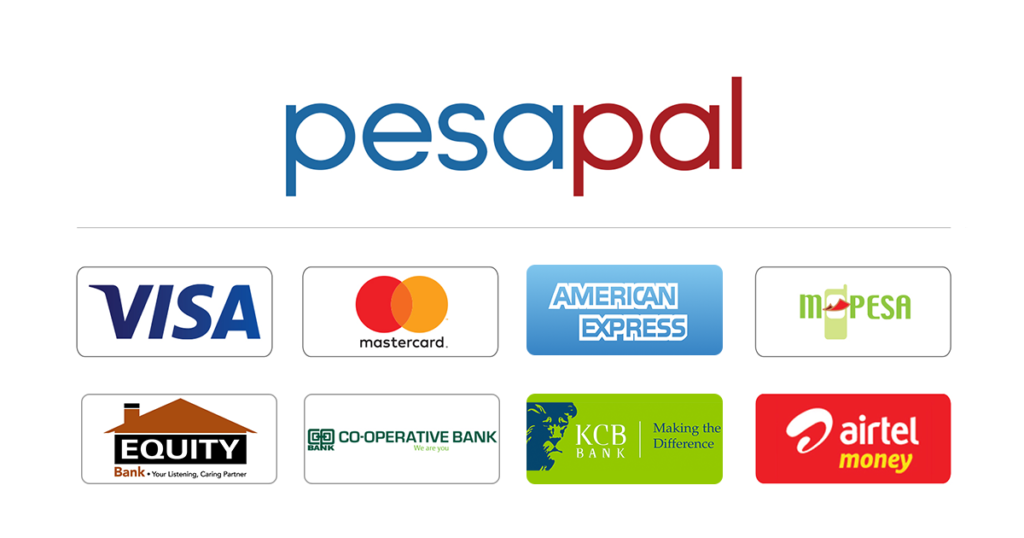 pesapal
VISA
mastercard.
AMERICAN
EXPRESS
M PESA
EQUITY
Bank • Your Listening, Caring Partner
BANK
CO-OPERATIVE BANK
We are you
KCB
BANK
Making the
Difference
airtel
money